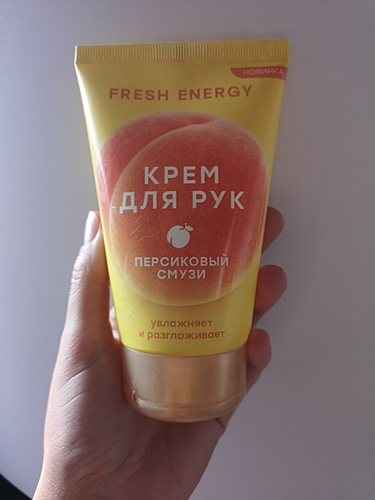 НОВИНКА
FRESH ENERGY
КРЕМ
ДЛЯ РУК
ПЕРСИКОВЫЙ
СМУЗИ
увлажняет
и разглаживает